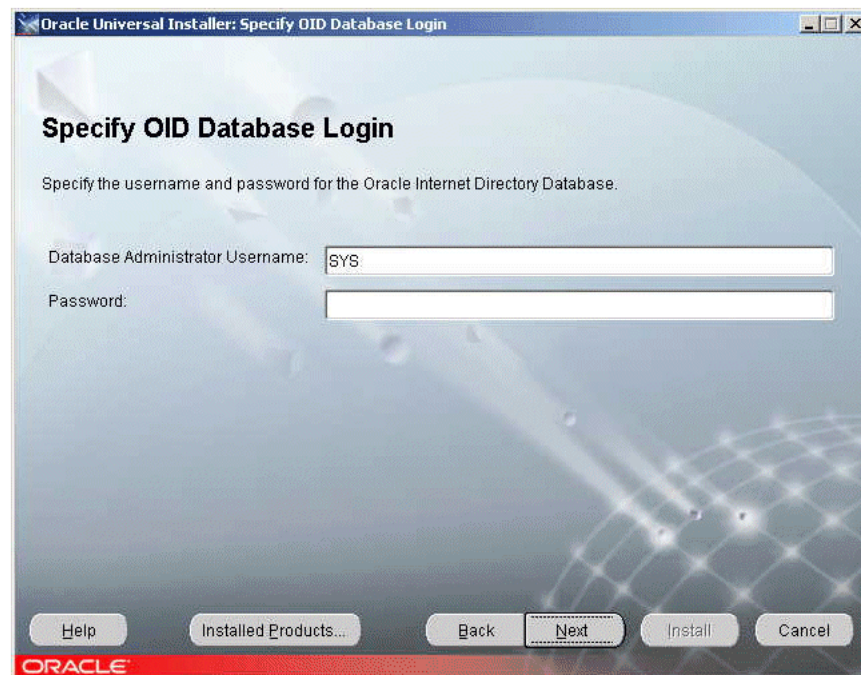 Oracle Universal Installer: Specify OID Database Login
Specify OID Database Login
Specify the username and password for the Oracle Internet Directory Database.
Database Administrator Username: SYS
Password:
Help Installed Products... Back Next Install Cancel
ORACLE